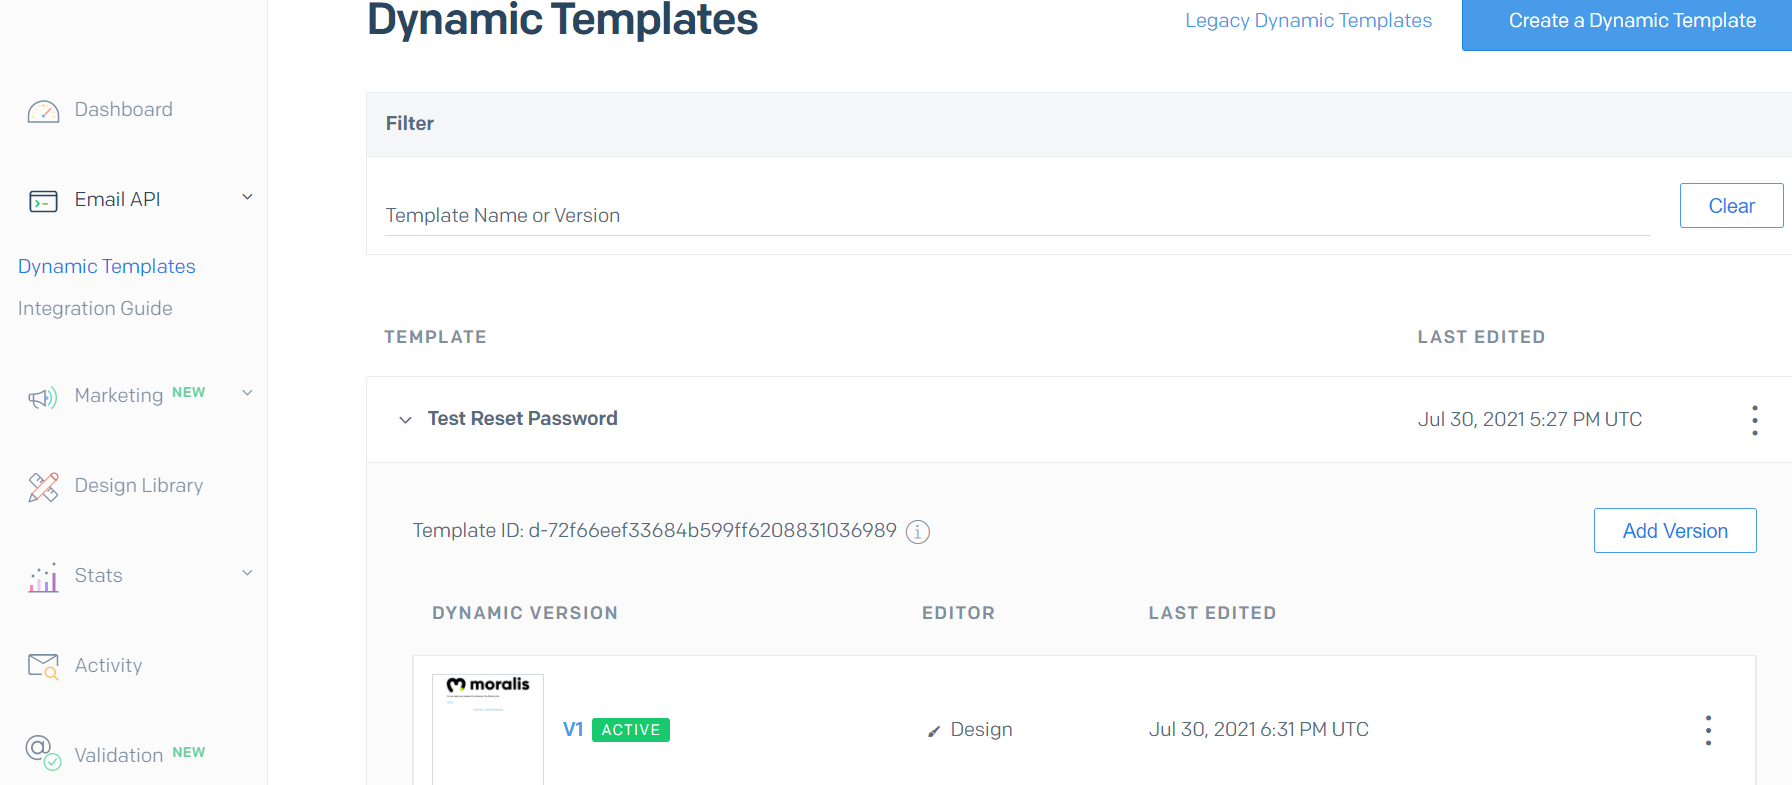 Dynamic Templates
Legacy Dynamic Templates
Create a Dynamic Template
Dashboard
Email API
Dynamic Templates
Integration Guide
Marketing NEW
Design Library
Stats
Activity
Validation NEW
Filter
Template Name or Version
Clear
TEMPLATE LAST EDITED
Test Reset Password Jul 30, 2021 5:27 PM UTC
Template ID: d-72f66eef33684b599ff6208831036989
Add Version
DYNAMIC VERSION EDITOR LAST EDITED
moralis
V1 ACTIVE Design Jul 30, 2021 6:31 PM UTC